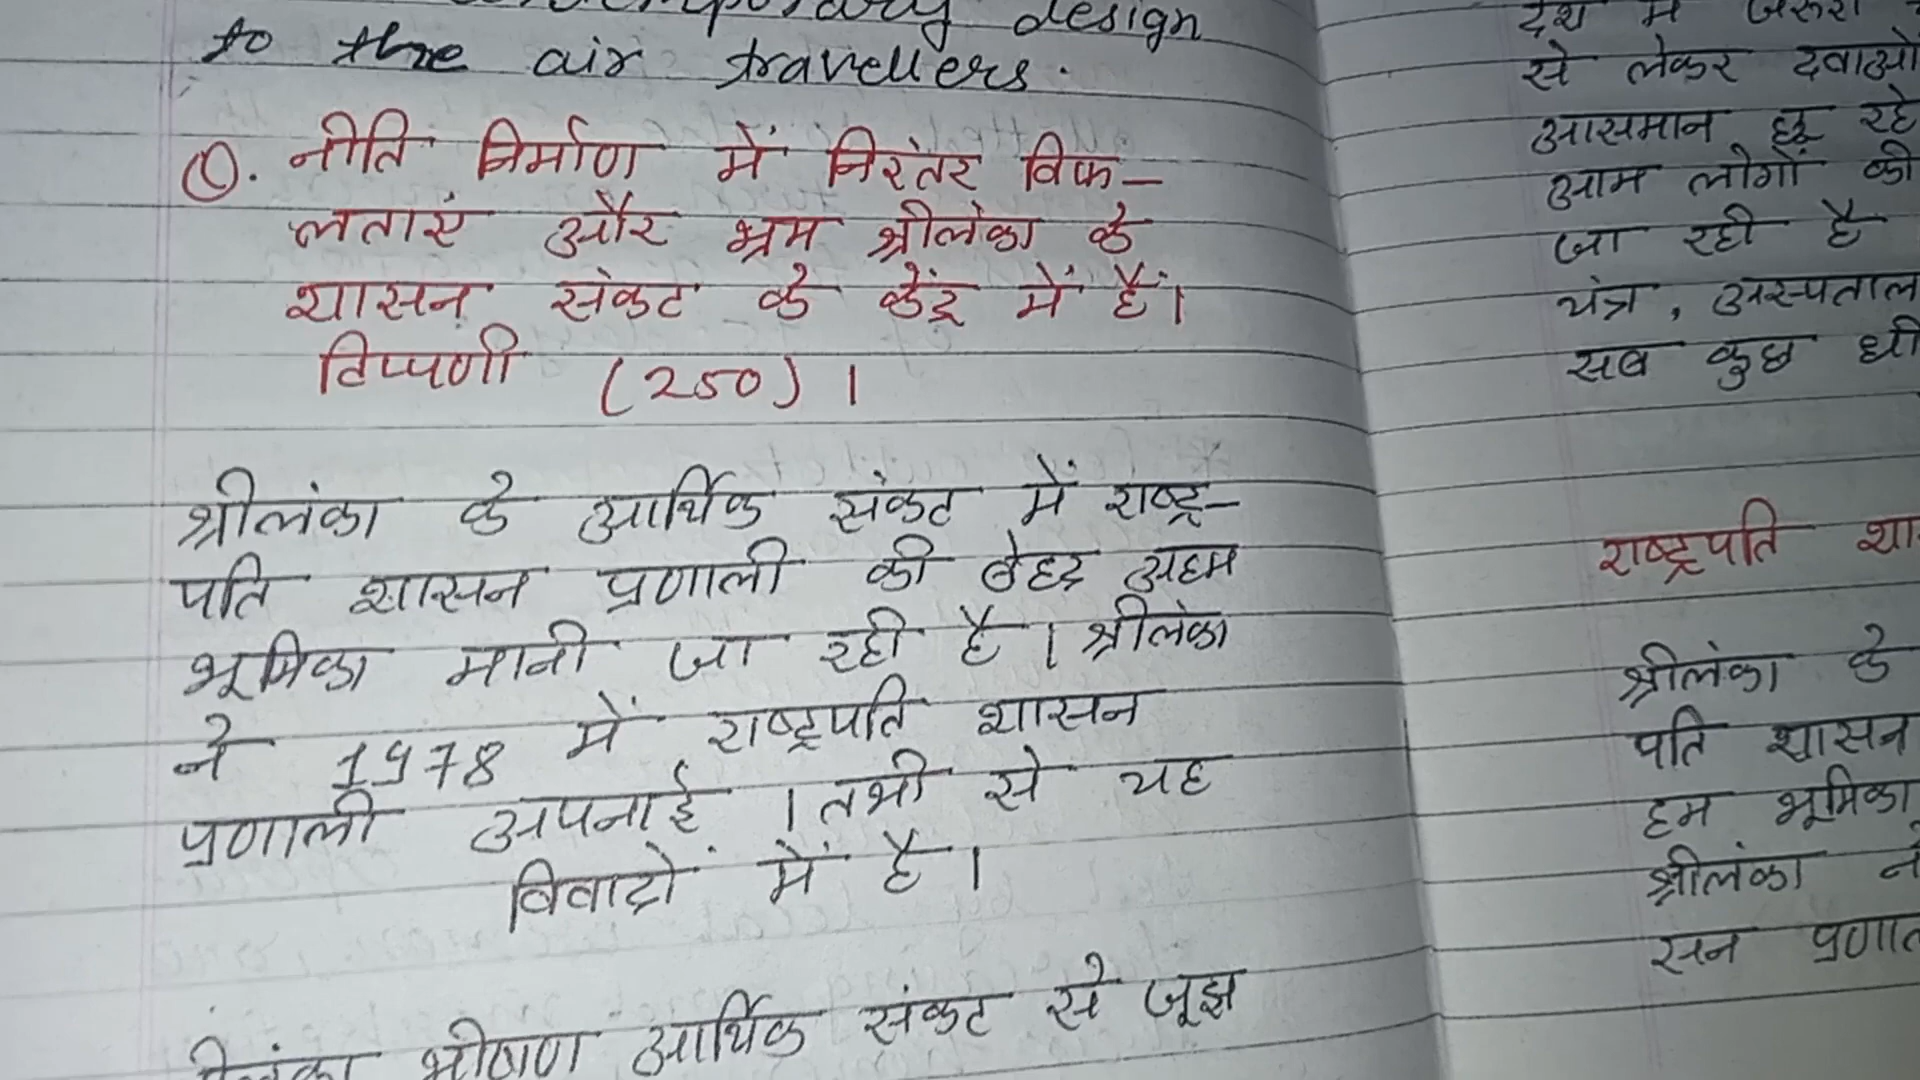 design
to the air travellers.
Q. नीति निर्माण में निरंतर विफ-
लताएं और भ्रम श्रीलंका के
शासन संकट के केंद्र में हैं।
टिप्पणी (250)।
श्रीलंका के आर्थिक संकट में राष्ट्र-
पति शासन प्रणाली की बेहद अहम
भूमिका मानी जा रही है। श्रीलंका
ने 1978 में राष्ट्रपति शासन
प्रणाली अपनाई। तभी से यह
विवादों में है।
भीषण आर्थिक संकट से जूझ
देश में
से लेकर दवाओं
आसमान छू रहे
आम लोगों की
जा रही है
यंत्र, अस्पताल
सब कुछ
राष्ट्रपति
श्रीलंका के
पति शासन
हम भूमिका
श्रीलंका ने
सन